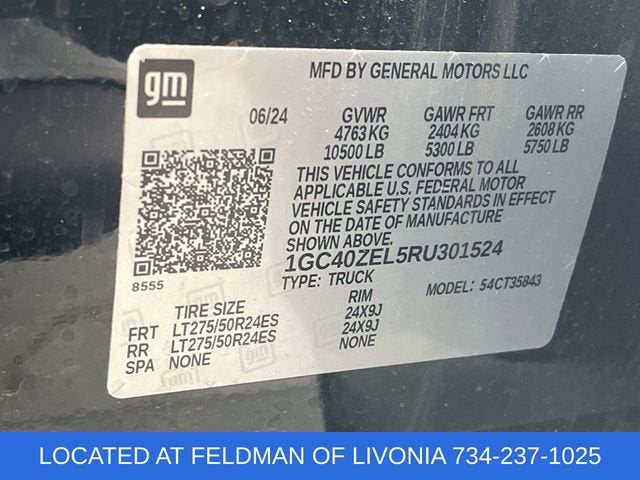 gm
MFD BY GENERAL MOTORS LLC
06/24 GVWR GAWR FRT GAWR RR
4763 KG 2404 KG 2608 KG
10500 LB 5300 LB 5750 LB
THIS VEHICLE CONFORMS TO ALL
APPLICABLE U.S. FEDERAL MOTOR
VEHICLE SAFETY STANDARDS IN EFFECT
ON THE DATE OF MANUFACTURE
SHOWN ABOVE.
1GC40ZEL5RU301524
8555 TYPE: TRUCK MODEL: 54CT35843
TIRE SIZE RIM
FRT LT275/50R24ES 24X9J
RR LT275/50R24ES 24X9J
SPA NONE NONE
LOCATED AT FELDMAN OF LIVONIA 734-237-1025